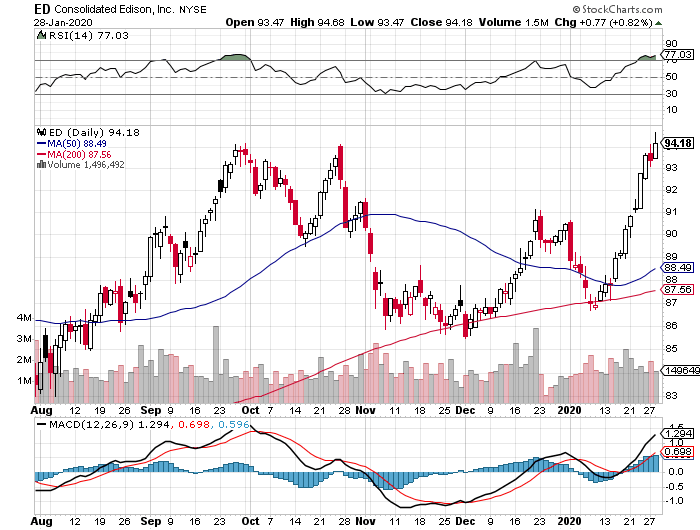 ED Consolidated Edison, Inc. NYSE © StockCharts.com
28-Jan-2020 Open 93.47 High 94.68 Low 93.47 Close 94.18 Volume 1.5M Chg +0.77 (+0.82%)
RSI(14) 77.03
90
77.03
70
50
30
10
ED (Daily) 94.18
MA(50) 88.49
MA(200) 87.56
Volume 1,496,492
94.18
93
92
91
90
89
88.49
88
87.56
87
86
85
83
4M
3M
2M
1M
149649
Aug 12 19 26 Sep 9 16 23 Oct 7 14 21 28 Nov 11 18 25 Dec 9 16 23 2020 13 21 27
MACD(12,26,9) 1.294, 0.698, 0.596
1.5
1.294
0.698
0.5
0.0
-0.5
-1.0
Aug 12 19 26 Sep 9 16 23 Oct 7 14 21 28 Nov 11 18 25 Dec 9 16 23 2020 13 21 27